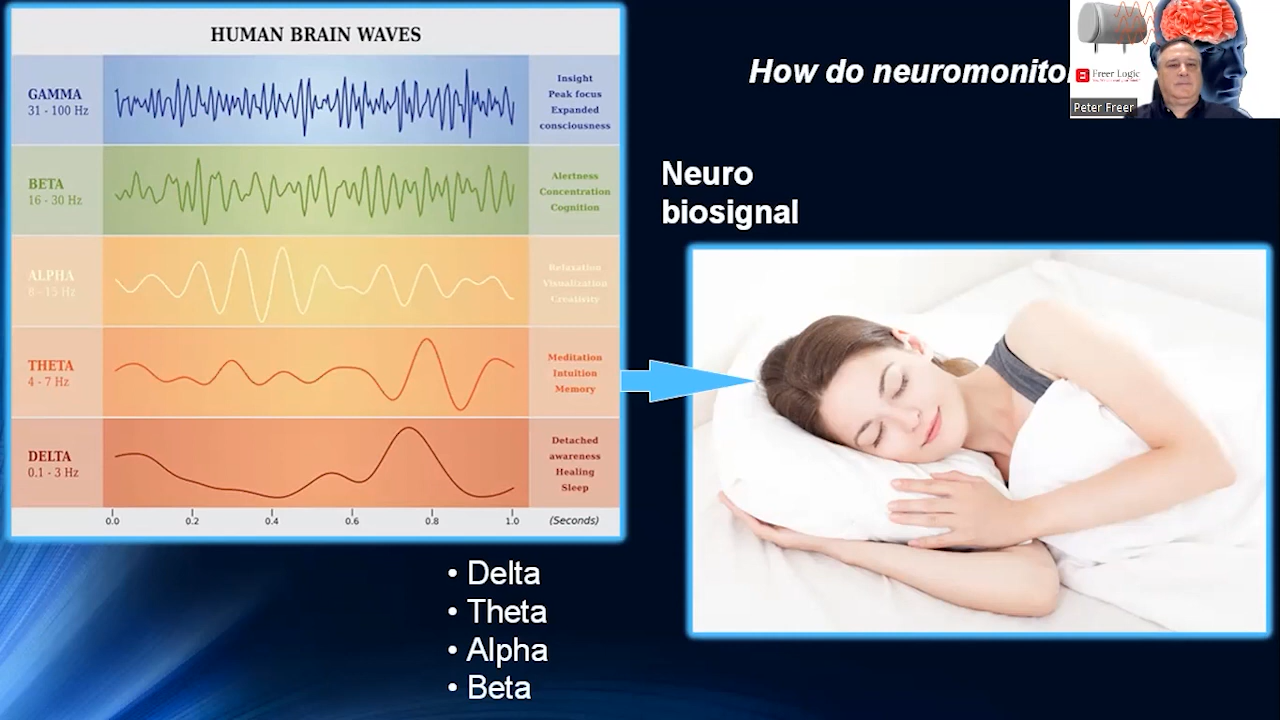 HUMAN BRAIN WAVES
GAMMA
31 - 100 Hz
Insight
Peak focus
Expanded
consciousness
BETA
16 - 30 Hz
Alertness
Concentration
Cognition
ALPHA
8 - 15 Hz
Relaxation
Visualization
Creativity
THETA
4 - 7 Hz
Meditation
Intuition
Memory
DELTA
0.1 - 3 Hz
Detached
awareness
Healing
Sleep
0.0 0.2 0.4 0.6 0.8 1.0 (Seconds)
How do neuromonito
Freer Logic
Peter Freer
Neuro
biosignal
• Delta
• Theta
• Alpha
• Beta